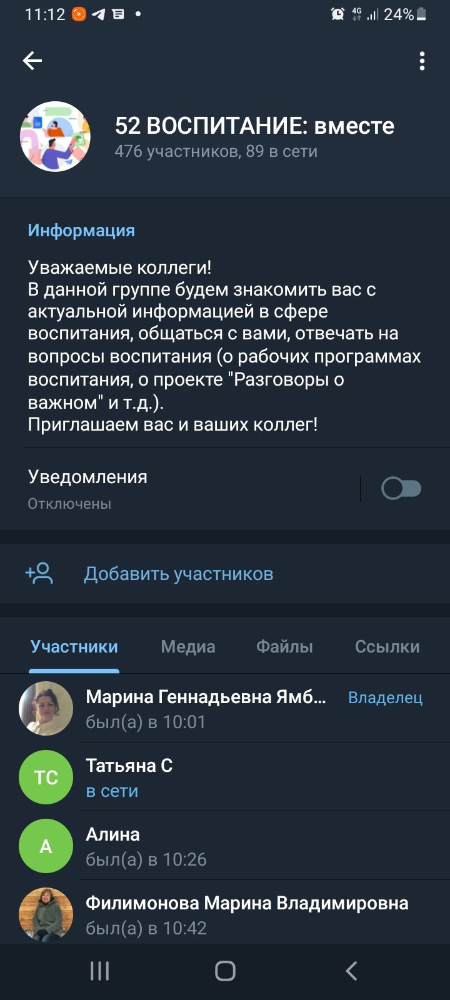 11:12
4G
24%
52 ВОСПИТАНИЕ: вместе
476 участников, 89 в сети
Информация
Уважаемые коллеги!
В данной группе будем знакомить вас с
актуальной информацией в сфере
воспитания, общаться с вами, отвечать на
вопросы воспитания (о рабочих программах
воспитания, о проекте "Разговоры о
важном" и т.д.).
Приглашаем вас и ваших коллег!
Уведомления
Отключены
Добавить участников
Участники Медиа Файлы Ссылки
Марина Геннадьевна Ямб... Владелец
был(а) в 10:01
ТС
Татьяна С
в сети
А
Алина
был(а) в 10:26
Филимонова Марина Владимировна
был(а) в 10:42